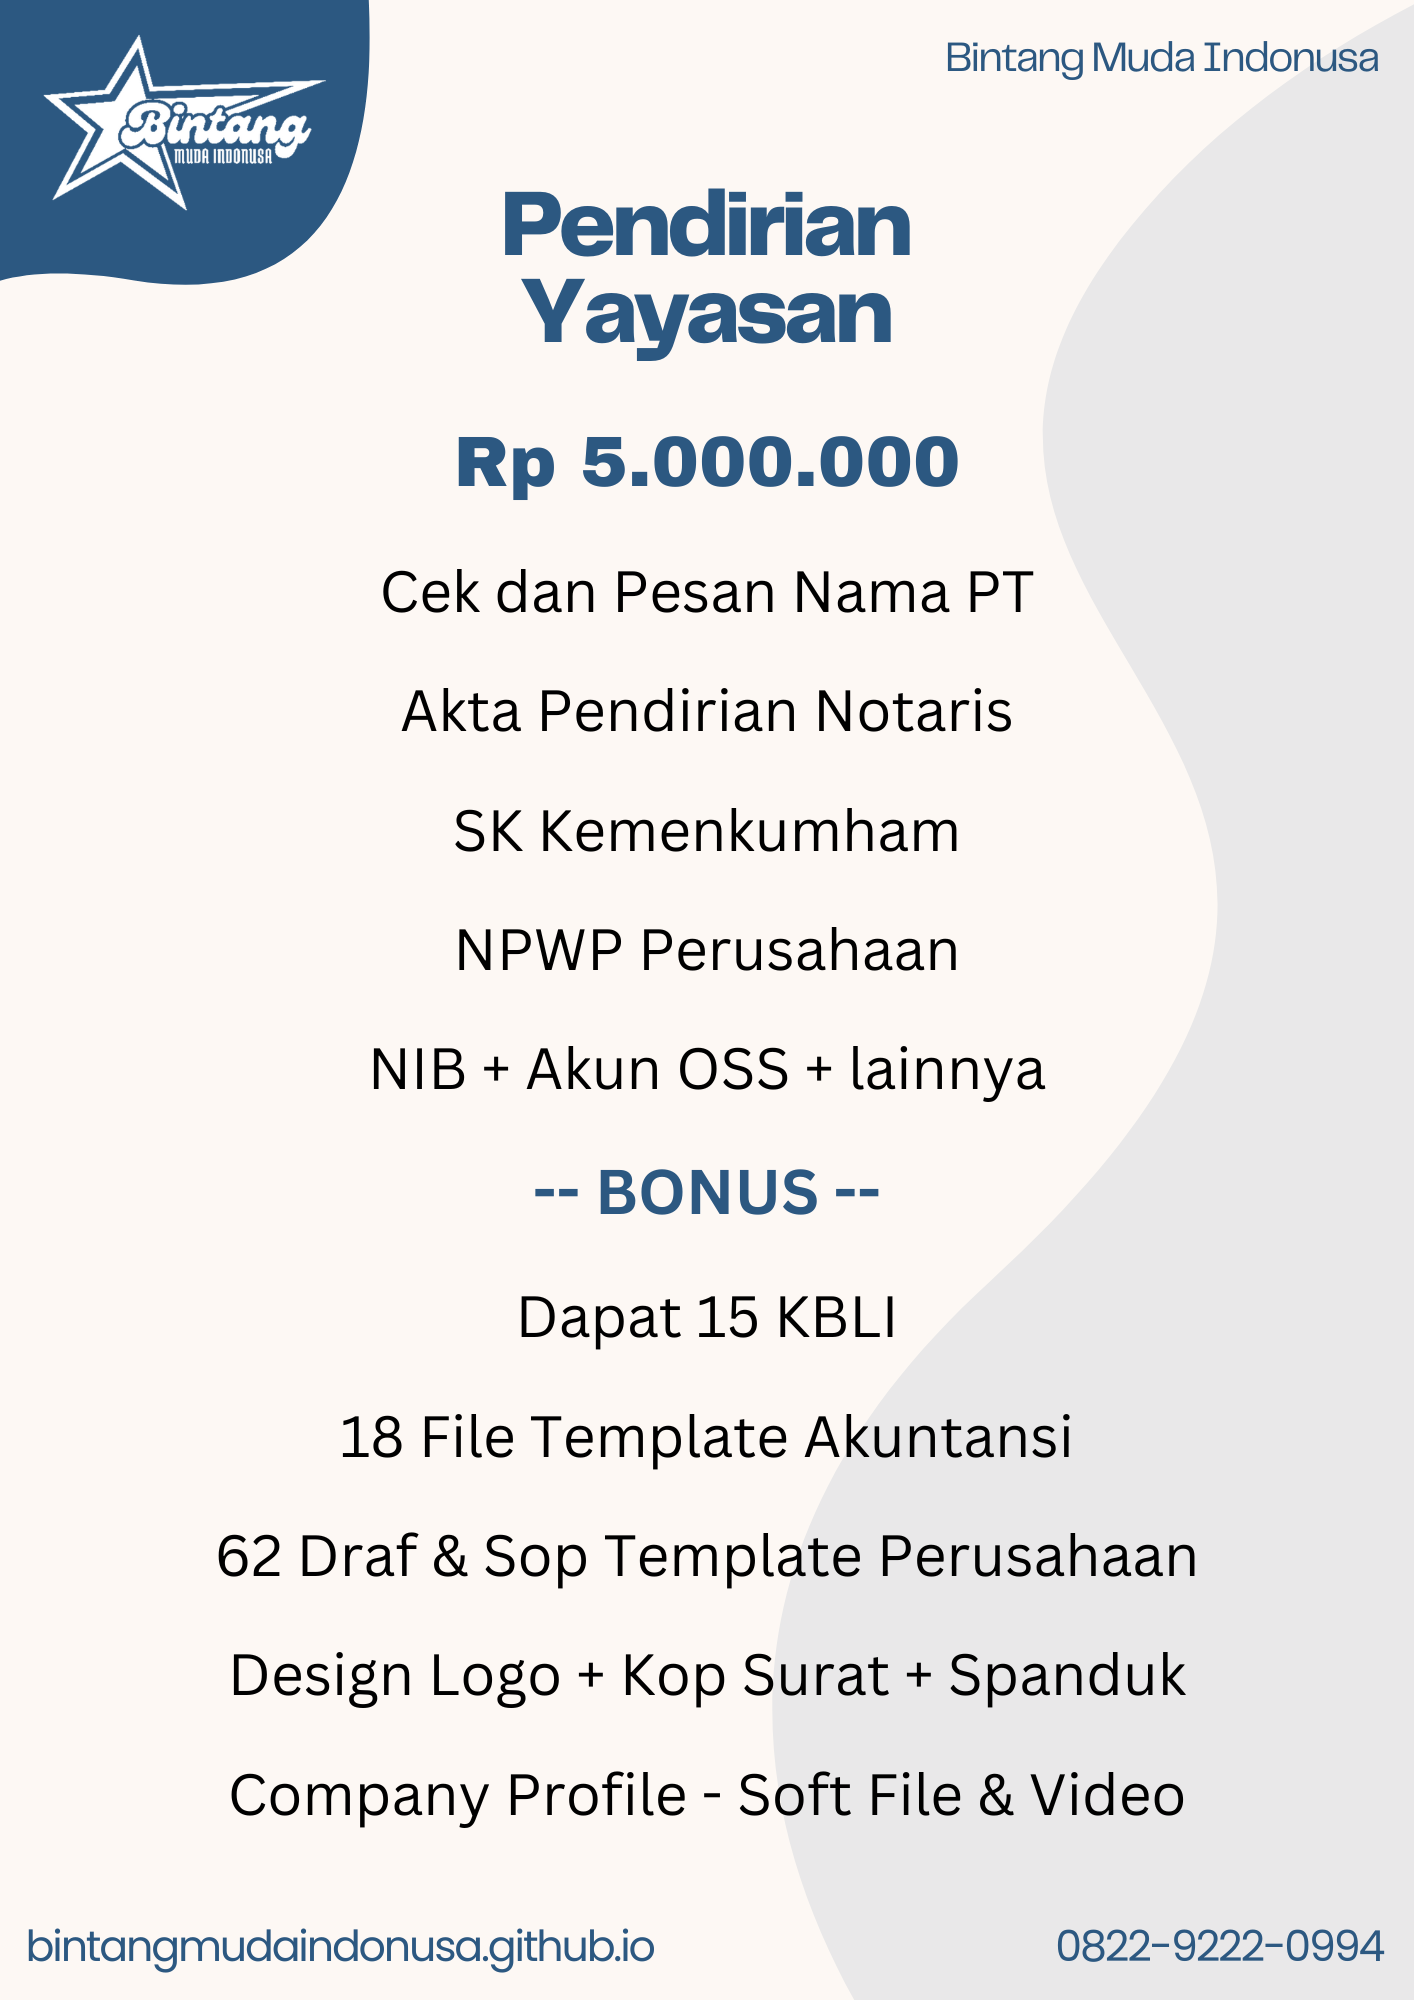 Bintang
MUDA INDONUSA
Bintang Muda Indonusa
Pendirian
Yayasan
Rp 5.000.000
Cek dan Pesan Nama PT
Akta Pendirian Notaris
SK Kemenkumham
NPWP Perusahaan
NIB + Akun OSS + lainnya
-- BONUS --
Dapat 15 KBLI
18 File Template Akuntansi
62 Draf & Sop Template Perusahaan
Design Logo + Kop Surat + Spanduk
Company Profile - Soft File & Video
bintangmudaindonusa.github.io
0822-9222-0994